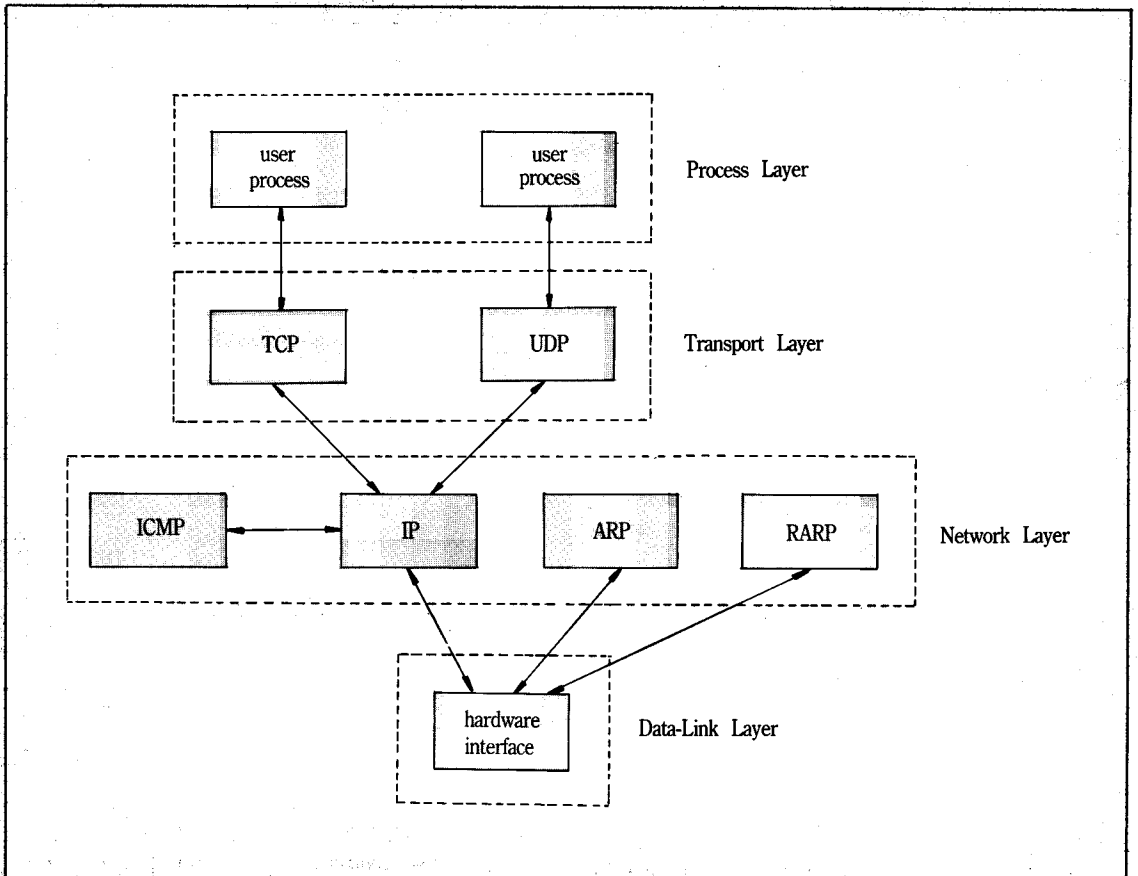 user
process
user
process
Process Layer
TCP
UDP
Transport Layer
ICMP
IP
ARP
RARP
Network Layer
hardware
interface
Data-Link Layer